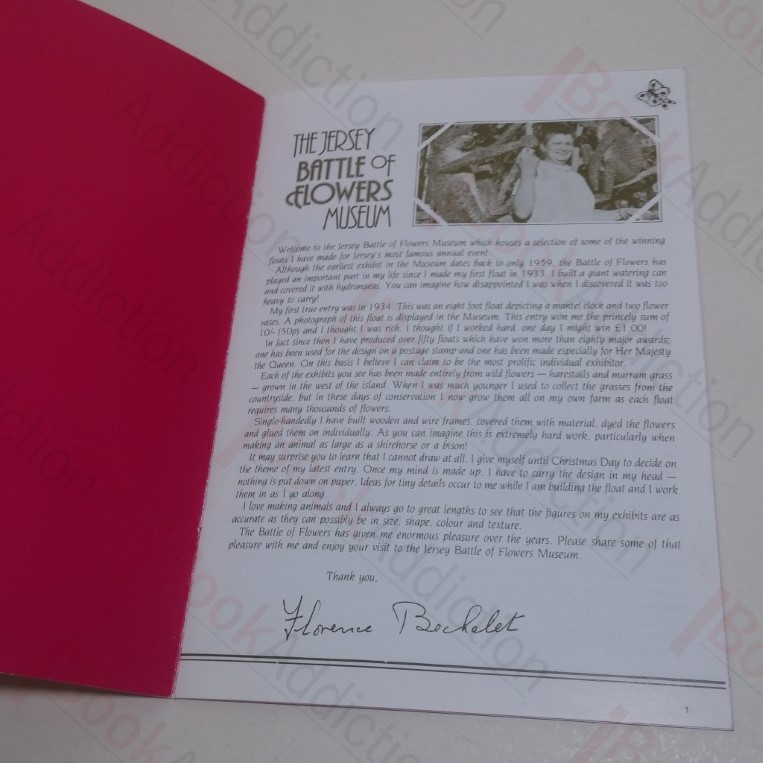 THE JERSEY
BATTLE OF
FLOWERS
MUSEUM
Welcome to the Jersey Battle of Flowers Museum which houses a selection of some of the winning
floats I have made for Jersey's most famous annual event.
Although the earliest exhibit in the Museum dates back to only 1959, the Battle of Flowers has
played an important part in my life since I made my first float in 1933. I built a giant watering can
and covered it with hydrangeas. You can imagine how disappointed I was when I discovered it was too
heavy to carry!
My first true entry was in 1934. This was an eight foot float depicting a mantel clock and two flower
vases. A photograph of this float is displayed in the Museum. This entry won me the princely sum of
10/- (50p) and I thought I was rich. I thought if I worked hard, one day I might win £1.00!
In fact since then I have produced over fifty floats which have won more than eighty major awards;
one has been used for the design on a postage stamp and one has been made especially for Her Majesty
the Queen. On this basis I believe I can claim to be the most prolific individual exhibitor.
Each of the exhibits you see has been made entirely from wild flowers — harestails and marram grass
— grown in the west of the island. When I was much younger I used to collect the grasses from the
countryside, but in these days of conservation I now grow them all on my own farm as each float
requires many thousands of flowers.
Single-handedly I have built wooden and wire frames, covered them with material, dyed the flowers
and glued them on individually. As you can imagine this is extremely hard work, particularly when
making an animal as large as a shirehorse or a bison!
It may surprise you to learn that I cannot draw at all. I give myself until Christmas Day to decide on
the theme of my latest entry. Once my mind is made up, I have to carry the design in my head —
nothing is put down on paper. Ideas for tiny details occur to me while I am building the float and I work
them in as I go along.
I love making animals and I always go to great lengths to see that the figures on my exhibits are as
accurate as they can possibly be in size, shape, colour and texture.
The Battle of Flowers has given me enormous pleasure over the years. Please share some of that
pleasure with me and enjoy your visit to the Jersey Battle of Flowers Museum.
Thank you,
Florence Bechelet
1
Book Addiction